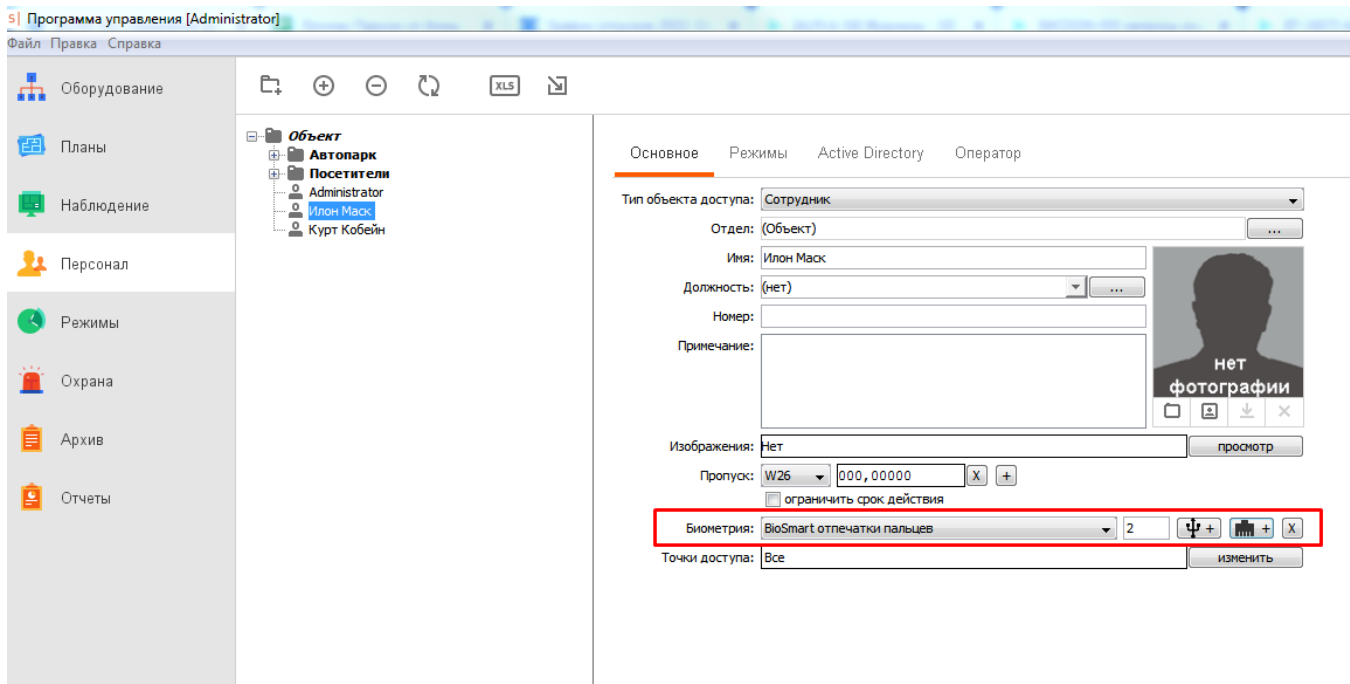 S| Программа управления [Administrator]
Файл Правка Справка
Оборудование
Планы
Наблюдение
Персонал
Режимы
Охрана
Архив
Отчеты
XLS
Объект
Автопарк
Посетители
Administrator
Илон Маск
Курт Кобейн
Основное Режимы Active Directory Оператор
Тип объекта доступа: Сотрудник
Отдел: (Объект) ...
Имя: Илон Маск
Должность: (нет) ...
Номер:
Примечание:
нет
фотографии
Изображения: Нет просмотр
Пропуск: W26 000,00000 X +
ограничить срок действия
Биометрия: BioSmart отпечатки пальцев 2 + + X
Точки доступа: Все изменить